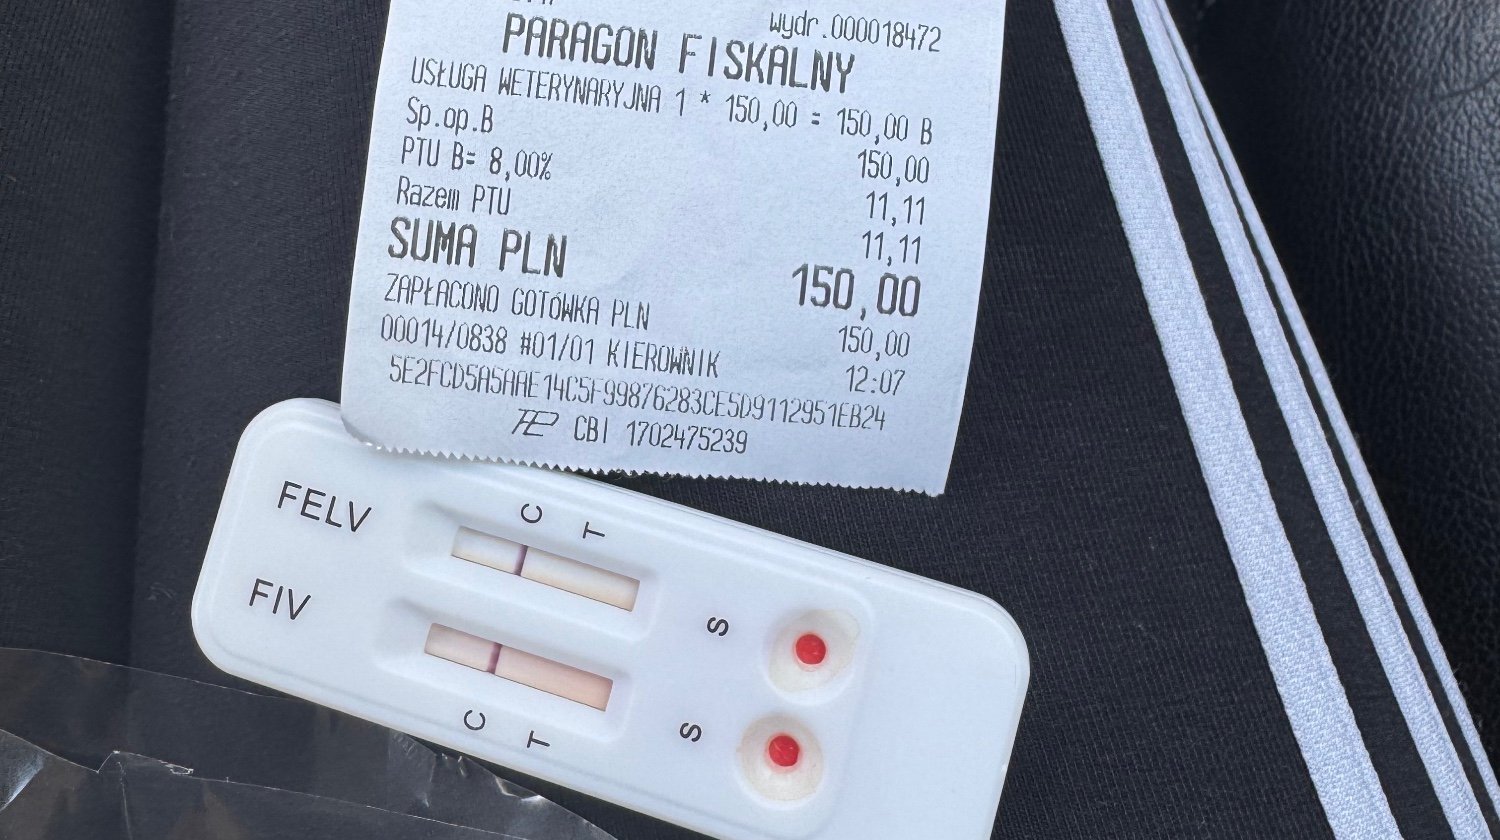 wydr.000018472
PARAGON FISKALNY
USŁUGA WETERYNARYJNA 1 * 150,00 = 150,00 B
Sp.op.B 150,00
PTU B= 8,00% 11,11
Razem PTU 11,11
SUMA PLN 150,00
ZAPŁACONO GOTÓWKA PLN 150,00
00014/0838 #01/01 KIEROWNIK 12:07
5E2FCD5A5AAE14C5F99876283CE5D9112951EB24
CBI 1702475239
FELV C T S
FIV C T S